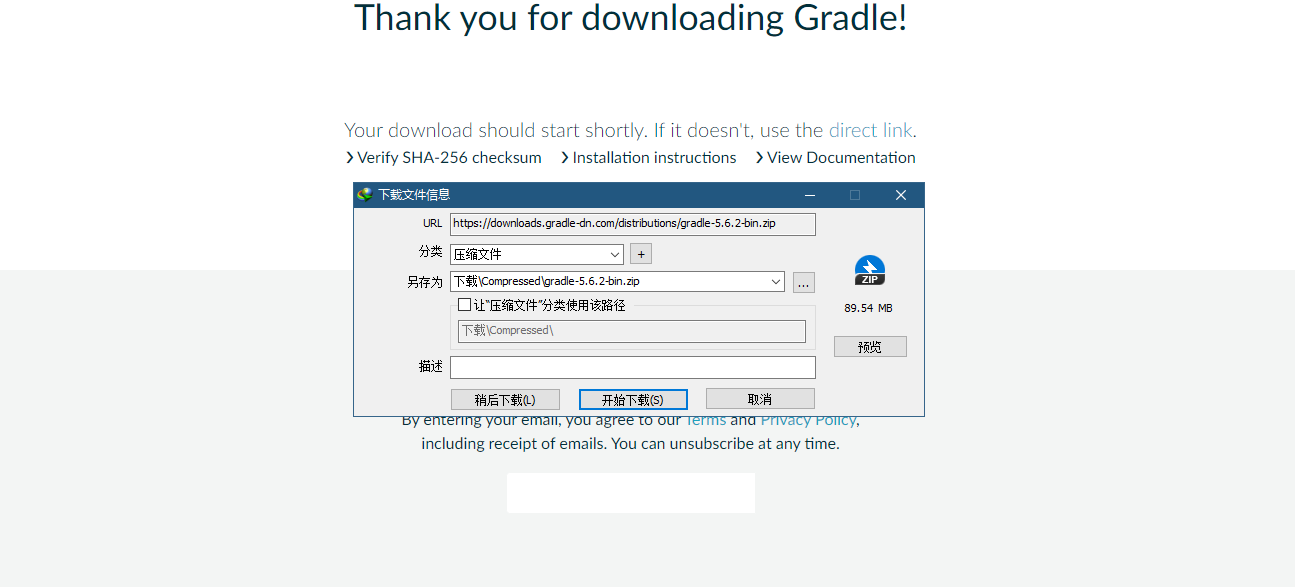 Thank you for downloading Gradle!
Your download should start shortly. If it doesn't, use the direct link.
Verify SHA-256 checksum Installation instructions View Documentation
下载文件信息
URL https://downloads.gradle-dn.com/distributions/gradle-5.6.2-bin.zip
分类 压缩文件 +
另存为 下载\Compressed\gradle-5.6.2-bin.zip ...
ZIP
让"压缩文件"分类使用该路径
89.54 MB
下载\Compressed\
预览
描述
稍后下载(L) 开始下载(S) 取消
By entering your email, you agree to our Terms and Privacy Policy,
including receipt of emails. You can unsubscribe at any time.